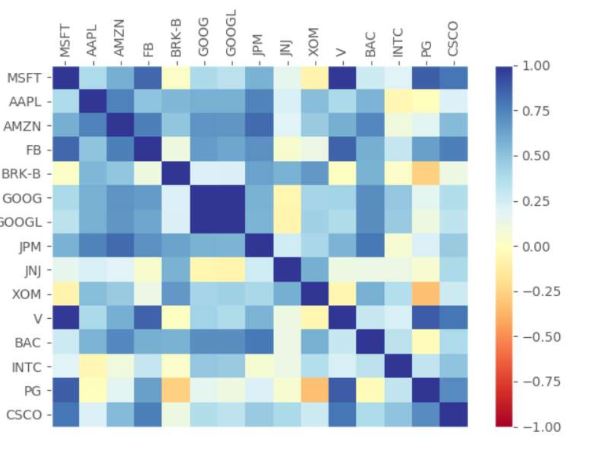 MSFT AAPL AMZN FB BRK-B GOOG GOOGL JPM JNJ XOM V BAC INTC PG CSCO
MSFT
AAPL
AMZN
FB
BRK-B
GOOG
GOOGL
JPM
JNJ
XOM
V
BAC
INTC
PG
CSCO
1.00
0.75
0.50
0.25
0.00
−0.25
−0.50
−0.75
−1.00